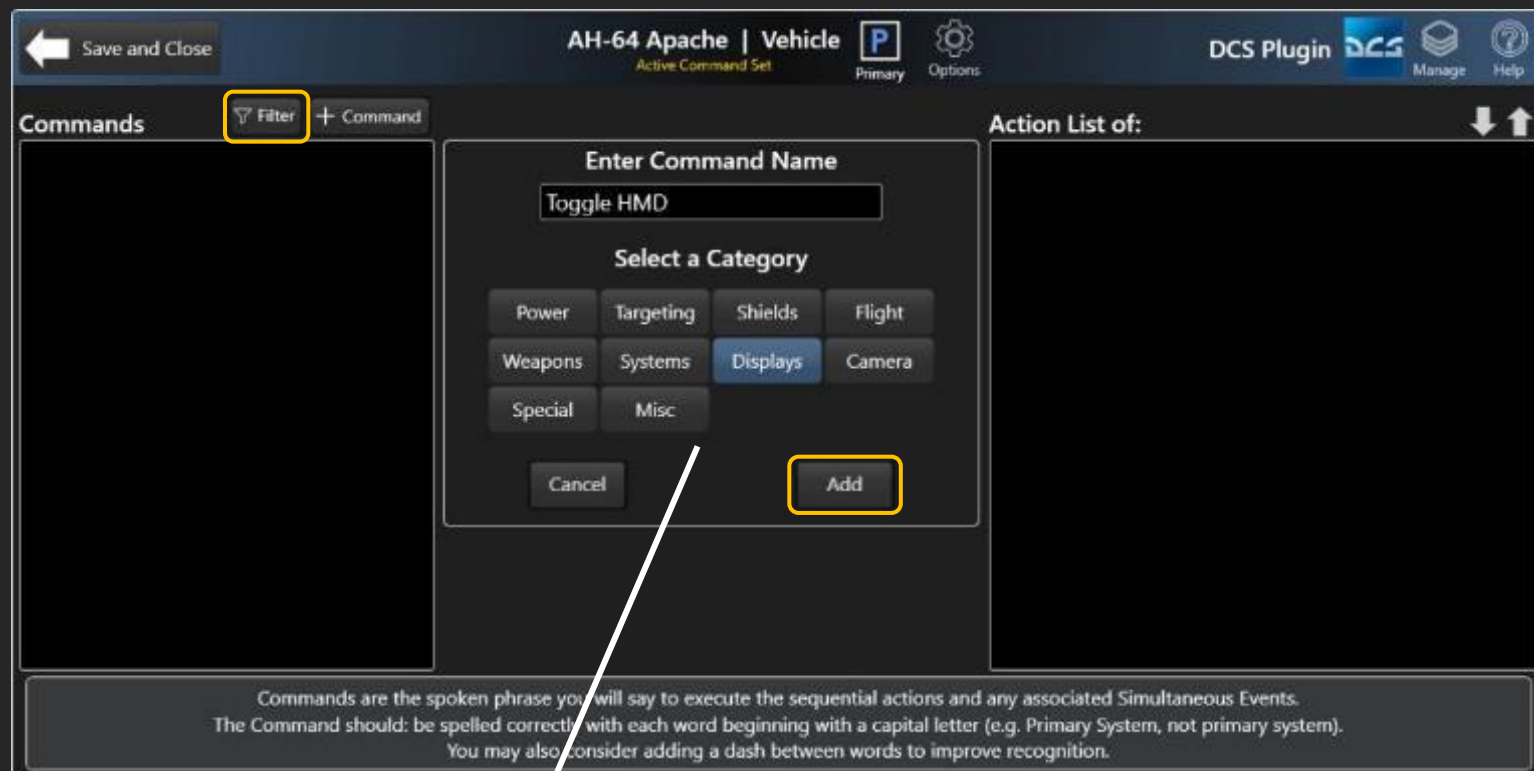 Save and Close
AH-64 Apache | Vehicle
Active Command Set
P
Primary
Options
DCS Plugin
DCS
Manage
Help
Commands
Filter
+ Command
Action List of:
Enter Command Name
Toggle HMD
Select a Category
Power Targeting Shields Flight
Weapons Systems Displays Camera
Special Misc
Cancel Add
Commands are the spoken phrase you will say to execute the sequential actions and any associated Simultaneous Events.
The Command should: be spelled correctly with each word beginning with a capital letter (e.g. Primary System, not primary system).
You may also consider adding a dash between words to improve recognition.